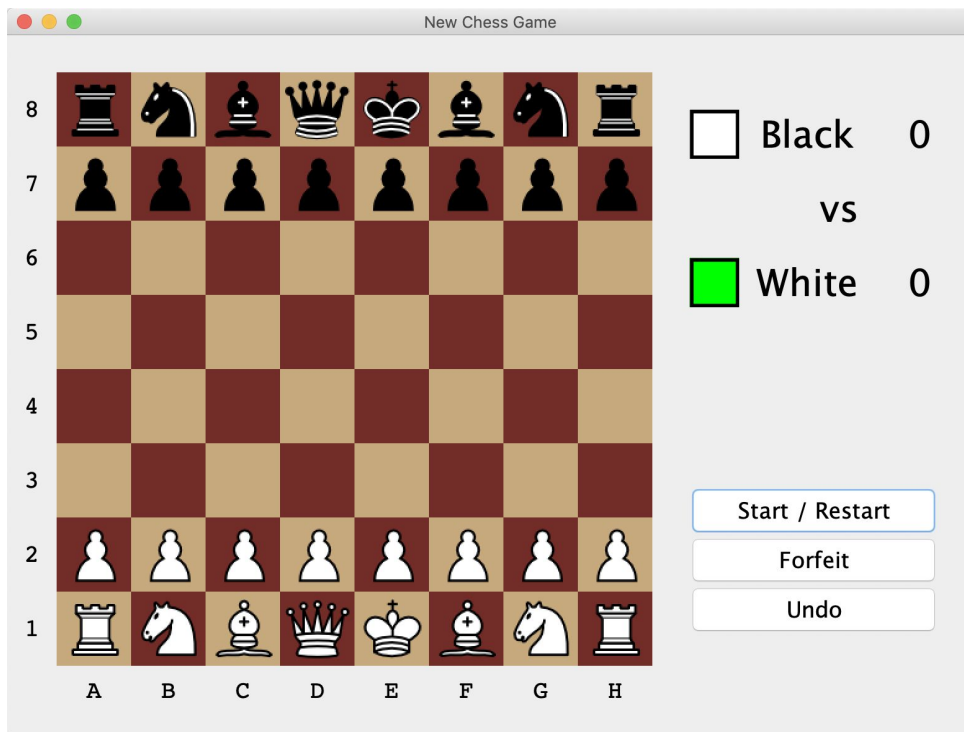 New Chess Game
8
Black 0
7
vs
6
White 0
5
4
3
Start / Restart
2
Forfeit
Undo
1
A B C D E F G H